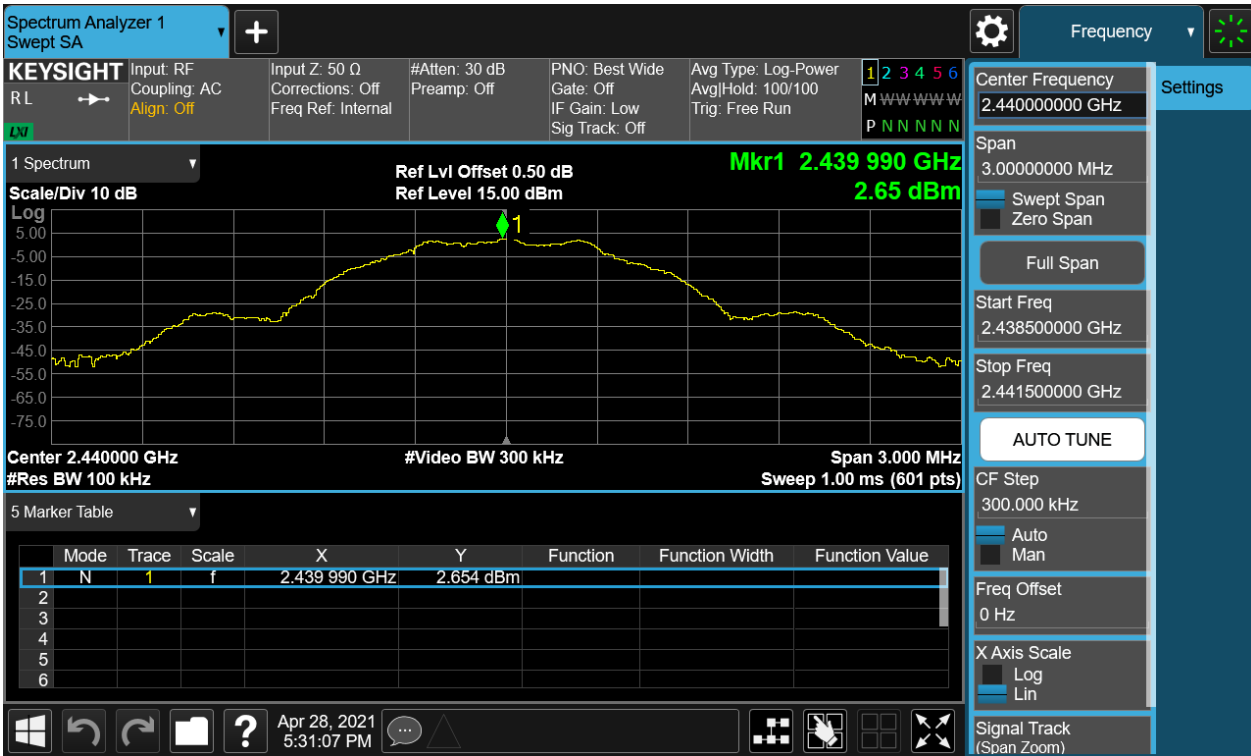 Spectrum Analyzer 1
Swept SA
+
Frequency
KEYSIGHT
R L
LXI
Input: RF
Coupling: AC
Align: Off
Input Z: 50 Ω
Corrections: Off
Freq Ref: Internal
#Atten: 30 dB
Preamp: Off
PNO: Best Wide
Gate: Off
IF Gain: Low
Sig Track: Off
Avg Type: Log-Power
Avg|Hold: 100/100
Trig: Free Run
1 2 3 4 5 6
M W W W W W
P N N N N N
1 Spectrum
Scale/Div 10 dB
Log
Ref Lvl Offset 0.50 dB
Ref Level 15.00 dBm
Mkr1 2.439 990 GHz
2.65 dBm
1
5.00
-5.00
-15.0
-25.0
-35.0
-45.0
-55.0
-65.0
-75.0
Center 2.440000 GHz
#Res BW 100 kHz
#Video BW 300 kHz
Span 3.000 MHz
Sweep 1.00 ms (601 pts)
5 Marker Table
Mode Trace Scale X Y Function Function Width Function Value
1 N 1 f 2.439 990 GHz 2.654 dBm
2
3
4
5
6
Apr 28, 2021
5:31:07 PM
?
Center Frequency
2.440000000 GHz
Settings
Span
3.00000000 MHz
Swept Span
Zero Span
Full Span
Start Freq
2.438500000 GHz
Stop Freq
2.441500000 GHz
AUTO TUNE
CF Step
300.000 kHz
Auto
Man
Freq Offset
0 Hz
X Axis Scale
Log
Lin
Signal Track
(Span Zoom)